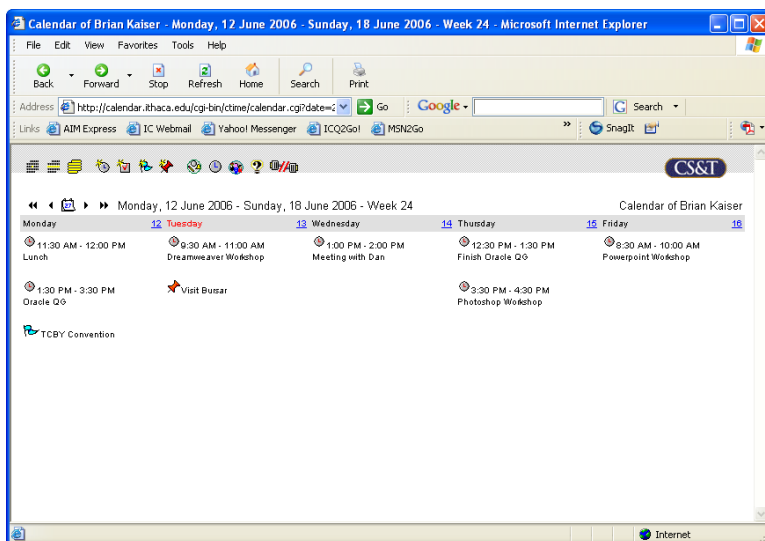 Calendar of Brian Kaiser - Monday, 12 June 2006 - Sunday, 18 June 2006 - Week 24 - Microsoft Internet Explorer
File Edit View Favorites Tools Help
Back Forward Stop Refresh Home Search Print
Address http://calendar.ithaca.edu/cgi-bin/ctime/calendar.cgi?date=2 Go Google Search
Links AIM Express IC Webmail Yahoo! Messenger ICQ2Go! MSN2Go » SnagIt
CS&T
Monday, 12 June 2006 - Sunday, 18 June 2006 - Week 24 Calendar of Brian Kaiser
Monday 12 Tuesday 13 Wednesday 14 Thursday 15 Friday 16
11:30 AM - 12:00 PM 9:30 AM - 11:00 AM 1:00 PM - 2:00 PM 12:30 PM - 1:30 PM 8:30 AM - 10:00 AM
Lunch Dreamweaver Workshop Meeting with Dan Finish Oracle QG Powerpoint Workshop
1:30 PM - 3:30 PM Visit Bursar 3:30 PM - 4:30 PM
Oracle QG Photoshop Workshop
TCBY Convention
Internet